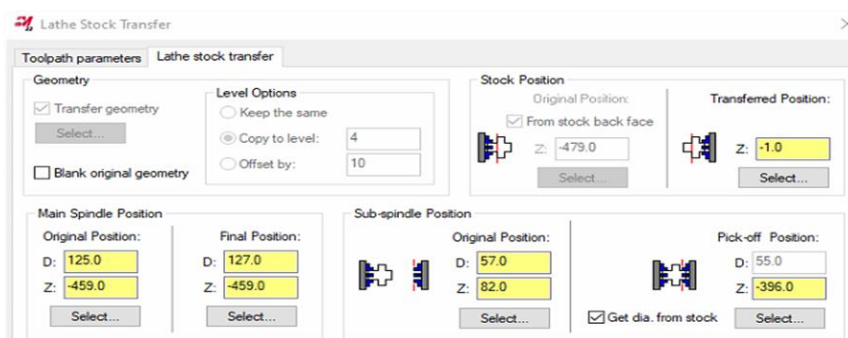 Lathe Stock Transfer
Toolpath parameters Lathe stock transfer
Geometry
Transfer geometry
Select...
Blank original geometry
Level Options
Keep the same
Copy to level: 4
Offset by: 10
Stock Position
Original Position:
From stock back face
Z: -479.0
Select...
Transferred Position:
Z: -1.0
Select...
Main Spindle Position
Original Position:
D: 125.0
Z: -459.0
Select...
Final Position:
D: 127.0
Z: -459.0
Select...
Sub-spindle Position
Original Position:
D: 57.0
Z: 82.0
Select...
Pick-off Position:
D: 55.0
Z: -396.0
Get dia. from stock
Select...